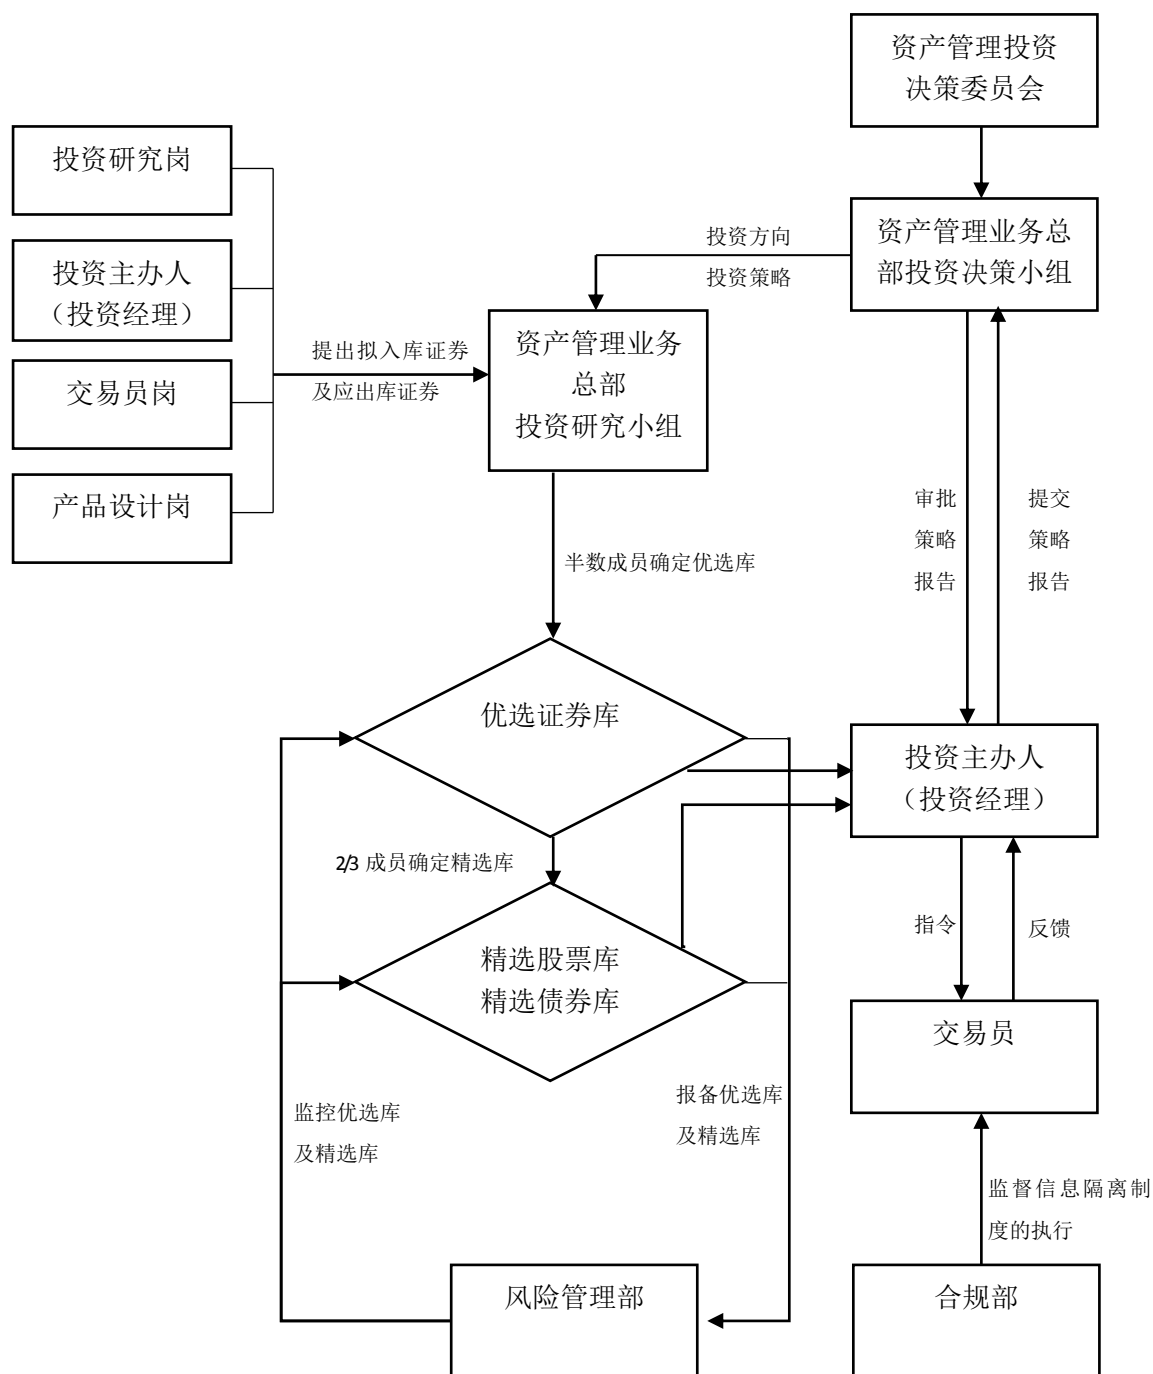 资产管理投资
决策委员会
投资研究岗
投资主办人
（投资经理）
交易员岗
产品设计岗
资产管理业务总
部投资决策小组
投资方向
投资策略
提出拟入库证券
及应出库证券
资产管理业务
总部
投资研究小组
审批
策略
报告
提交
策略
报告
半数成员确定优选库
优选证券库
投资主办人
（投资经理）
2/3 成员确定精选库
精选股票库
精选债券库
指令
反馈
交易员
监控优选库
及精选库
报备优选库
及精选库
监督信息隔离制
度的执行
风险管理部
合规部